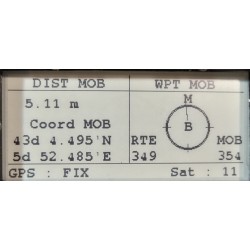 DIST MOB
5.11 m
Coord MOB
43d 4.495'N
5d 52.485'E
WPT MOB
M
B
RTE MOB
349 354
GPS : FIX Sat : 11